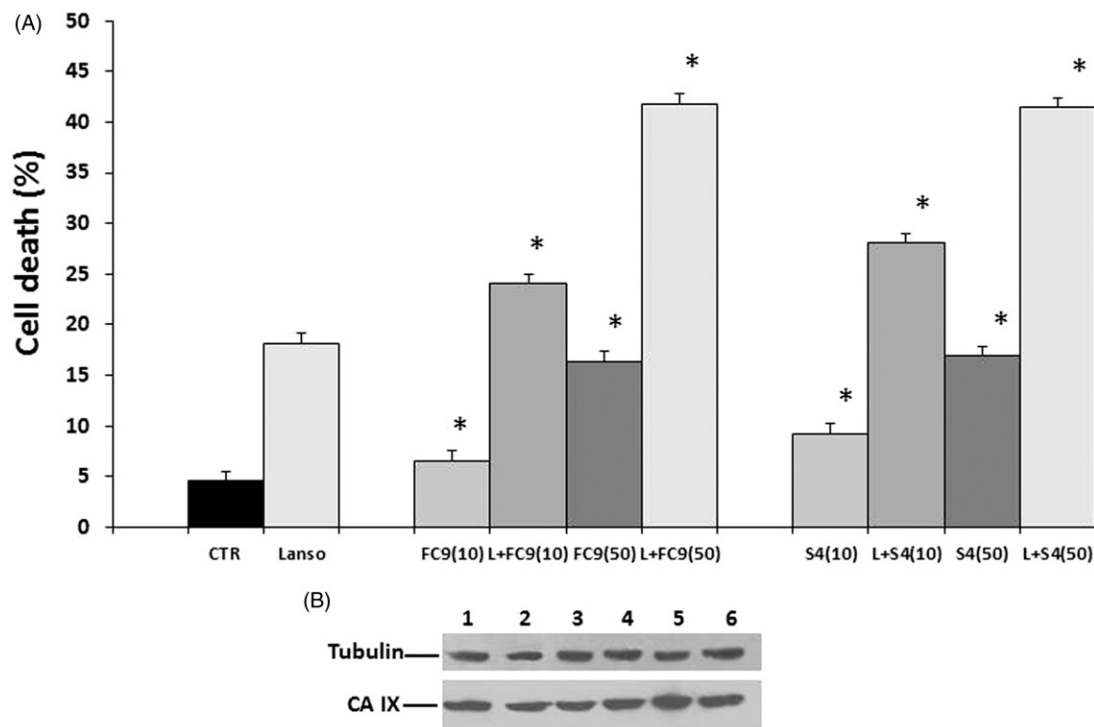 (A)
Cell death (%)
50
45
40
35
30
25
20
15
10
5
0
* * * * * * * *
CTR Lanso FC9(10) L+FC9(10) FC9(50) L+FC9(50) S4(10) L+S4(10) S4(50) L+S4(50)
(B)
1 2 3 4 5 6
Tubulin
CA IX